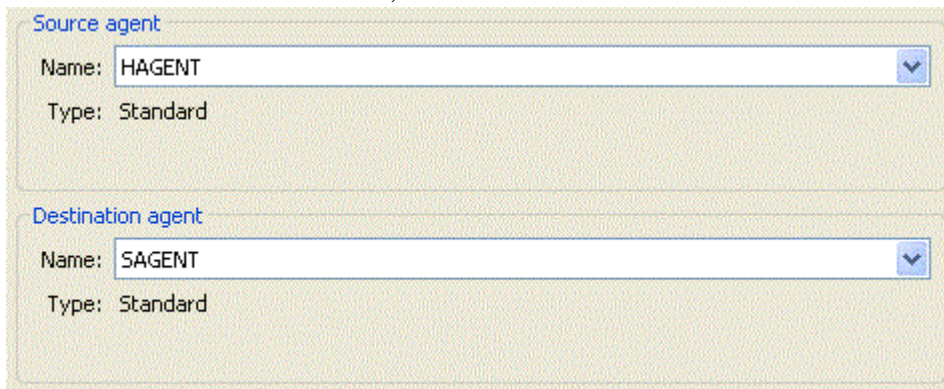 Source agent
Name: HAGENT
Type: Standard
Destination agent
Name: SAGENT
Type: Standard